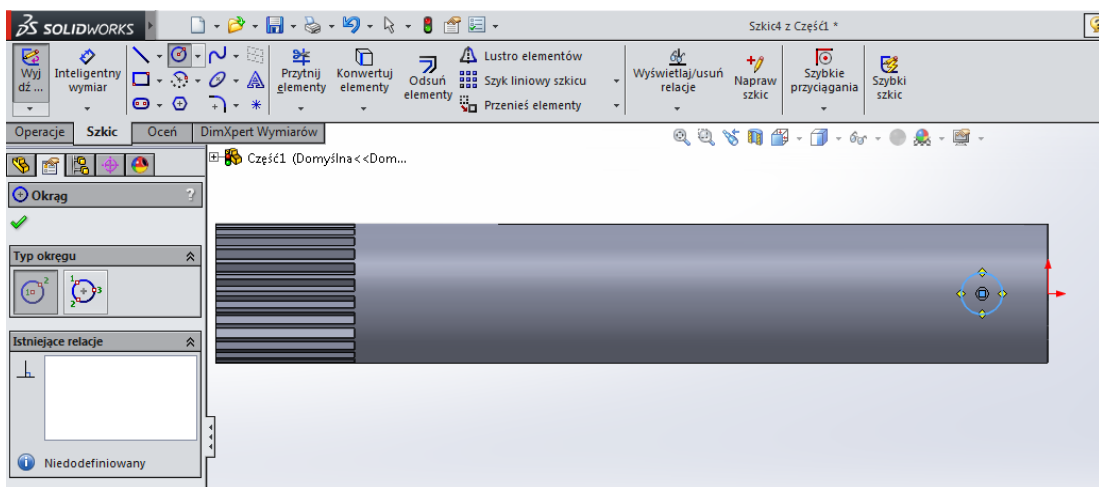 SOLIDWORKS
Szkic4 z Część1 *
Wyj
dź ...
Inteligentny
wymiar
Przytnij
elementy
Konwertuj
elementy
Odsuń
elementy
Lustro elementów
Szyk liniowy szkicu
Przenieś elementy
Wyświetlaj/usuń
relacje
Napraw
szkic
Szybkie
przyciągania
Szybki
szkic
Operacje Szkic Oceń DimXpert Wymiarów
Część1 (Domyślna<<Dom...
Okrąg ?
Typ okręgu
Istniejące relacje
Niedodefiniowany